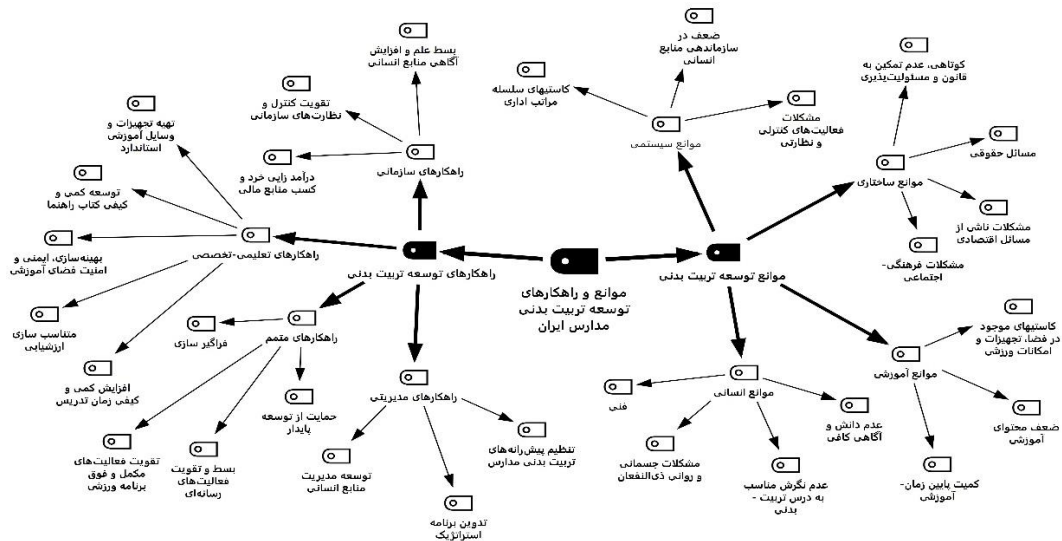 موانع و راهکارهای
توسعه تربیت بدنی
مدارس ایران
موانع توسعه تربیت بدنی
موانع ساختاری
کوتاهی، عدم تمکین به
قانون و مسئولیت‌پذیری
مسائل حقوقی
مشکلات ناشی از
مسائل اقتصادی
مشکلات فرهنگی-
اجتماعی
موانع سیستمی
ضعف در
سازماندهی منابع
انسانی
کاستیهای سلسله
مراتب اداری
مشکلات
فعالیت‌های کنترلی
و نظارتی
موانع آموزشی
کاستیهای موجود
در فضا، تجهیزات و
امکانات ورزشی
ضعف محتوای
آموزشی
کمیت پایین زمان-
آموزشی
موانع انسانی
عدم دانش و
آگاهی کافی
عدم نگرش مناسب
به درس تربیت -
بدنی
مشکلات جسمانی
و روانی ذی‌النفعان
فنی
راهکارهای توسعه تربیت بدنی
راهکارهای سازمانی
بسط علم و افزایش
آگاهی منابع انسانی
تقویت کنترل و
نظارت‌های سازمانی
درآمد زایی خرد و
کسب منابع مالی
راهکارهای تعلیمی-تخصصی
تهیه تجهیزات و
وسایل آموزشی
استاندارد
توسعه کمی و
کیفی کتاب راهنما
بهینه‌سازی، ایمنی و
امنیت فضای آموزشی
متناسب سازی
ارزشیابی
افزایش کمی و
کیفی زمان تدریس
راهکارهای متمم
فراگیر سازی
حمایت از توسعه
پایدار
بسط و تقویت
فعالیت‌های
رسانه‌ای
تقویت فعالیت‌های
مکمل و فوق
برنامه ورزشی
راهکارهای مدیریتی
تنظیم پیش‌رانه‌های
تربیت بدنی مدارس
تدوین برنامه
استراتژیک
توسعه مدیریت
منابع انسانی